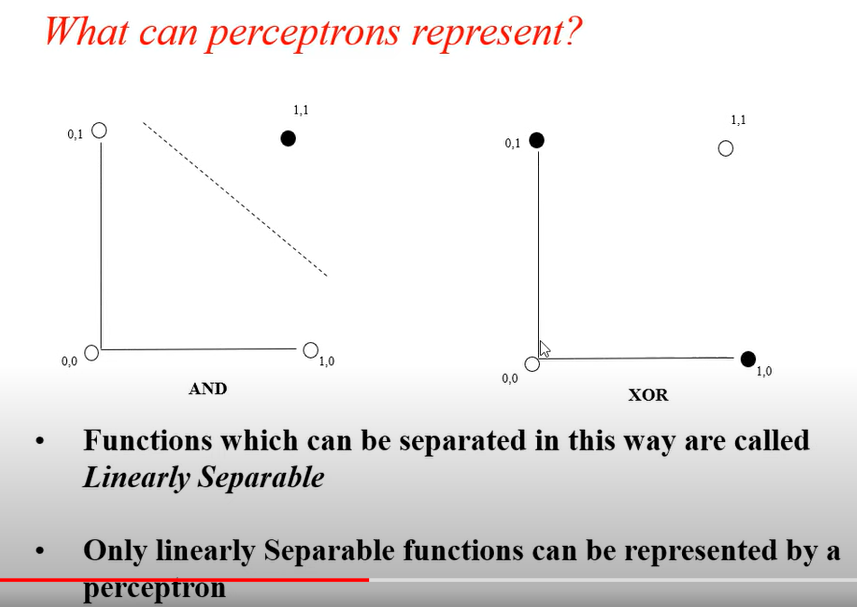 What can perceptrons represent?
1,1
0,1
0,0
1,0
AND
1,1
0,1
0,0
1,0
XOR
• Functions which can be separated in this way are called
Linearly Separable
• Only linearly Separable functions can be represented by a
perceptron